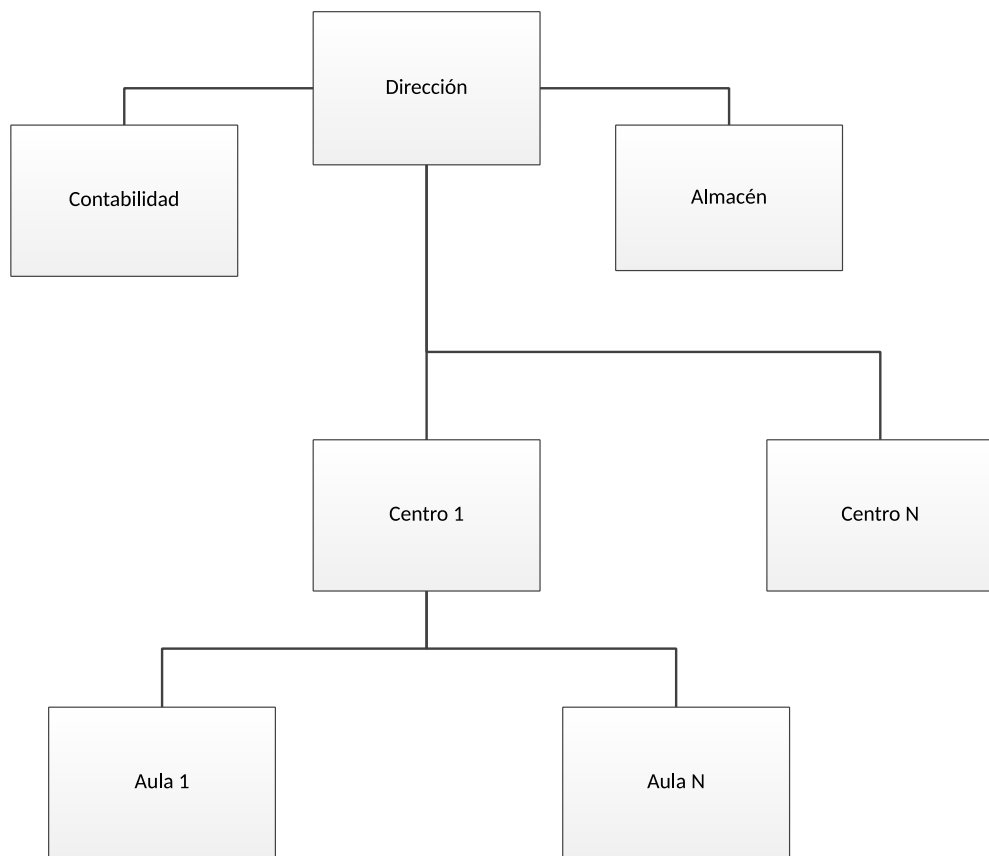 Dirección
Contabilidad
Almacén
Centro 1
Centro N
Aula 1
Aula N